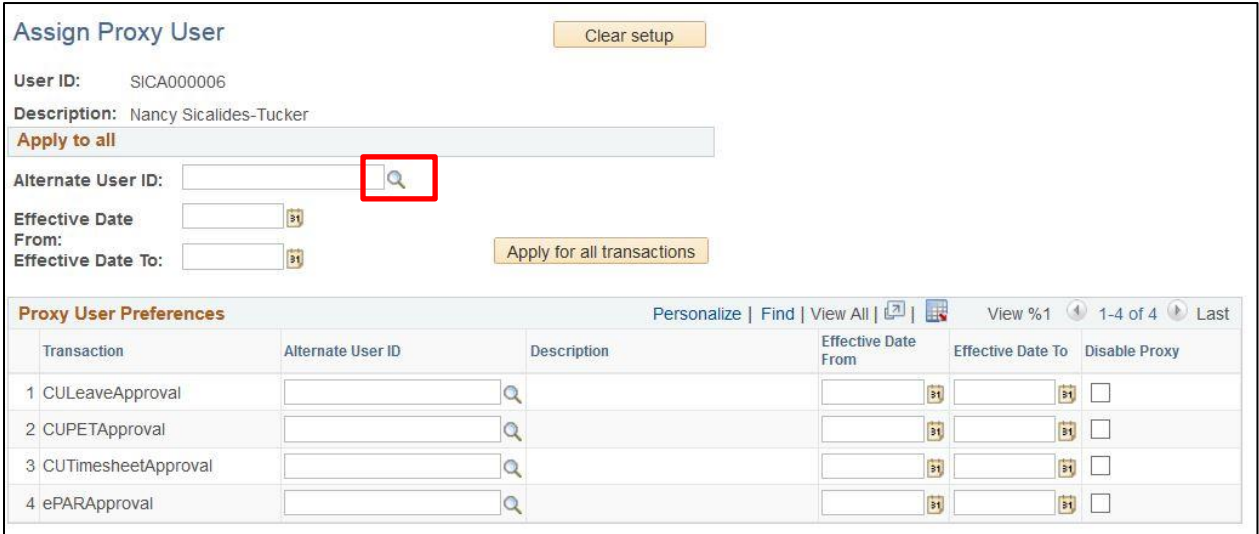 Assign Proxy User
Clear setup
User ID: SICA000006
Description: Nancy Sicalides-Tucker
Apply to all
Alternate User ID:
Effective Date
From:
Effective Date To:
Apply for all transactions
Proxy User Preferences Personalize | Find | View All | | View %1 1-4 of 4 Last
Transaction Alternate User ID Description Effective Date From Effective Date To Disable Proxy
1 CULeaveApproval
2 CUPETApproval
3 CUTimesheetApproval
4 ePARApproval